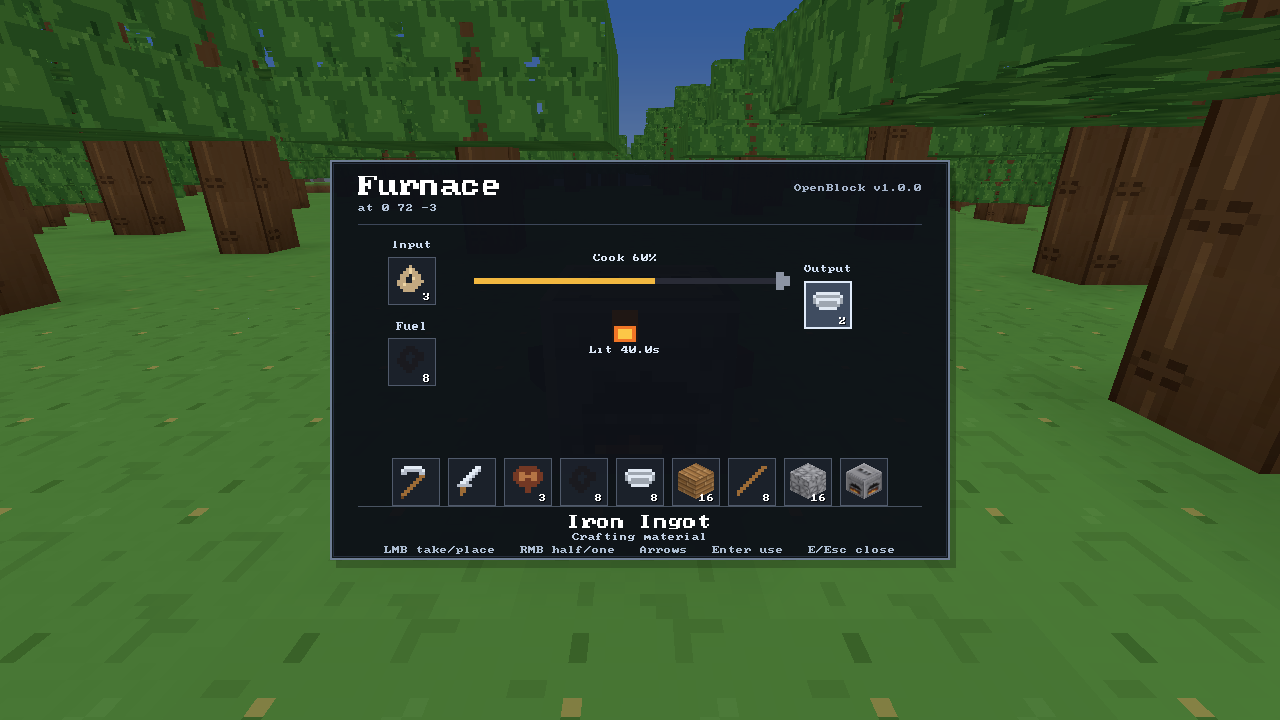 Furnace
OpenBlock v1.0.0
at 0 72 -3
Input
Cook 60%
Output
3
2
Fuel
Lit 40.0s
8
3 8 8 16 8 16
Iron Ingot
Crafting material
LMB take/place RMB half/one Arrows Enter use E/Esc close